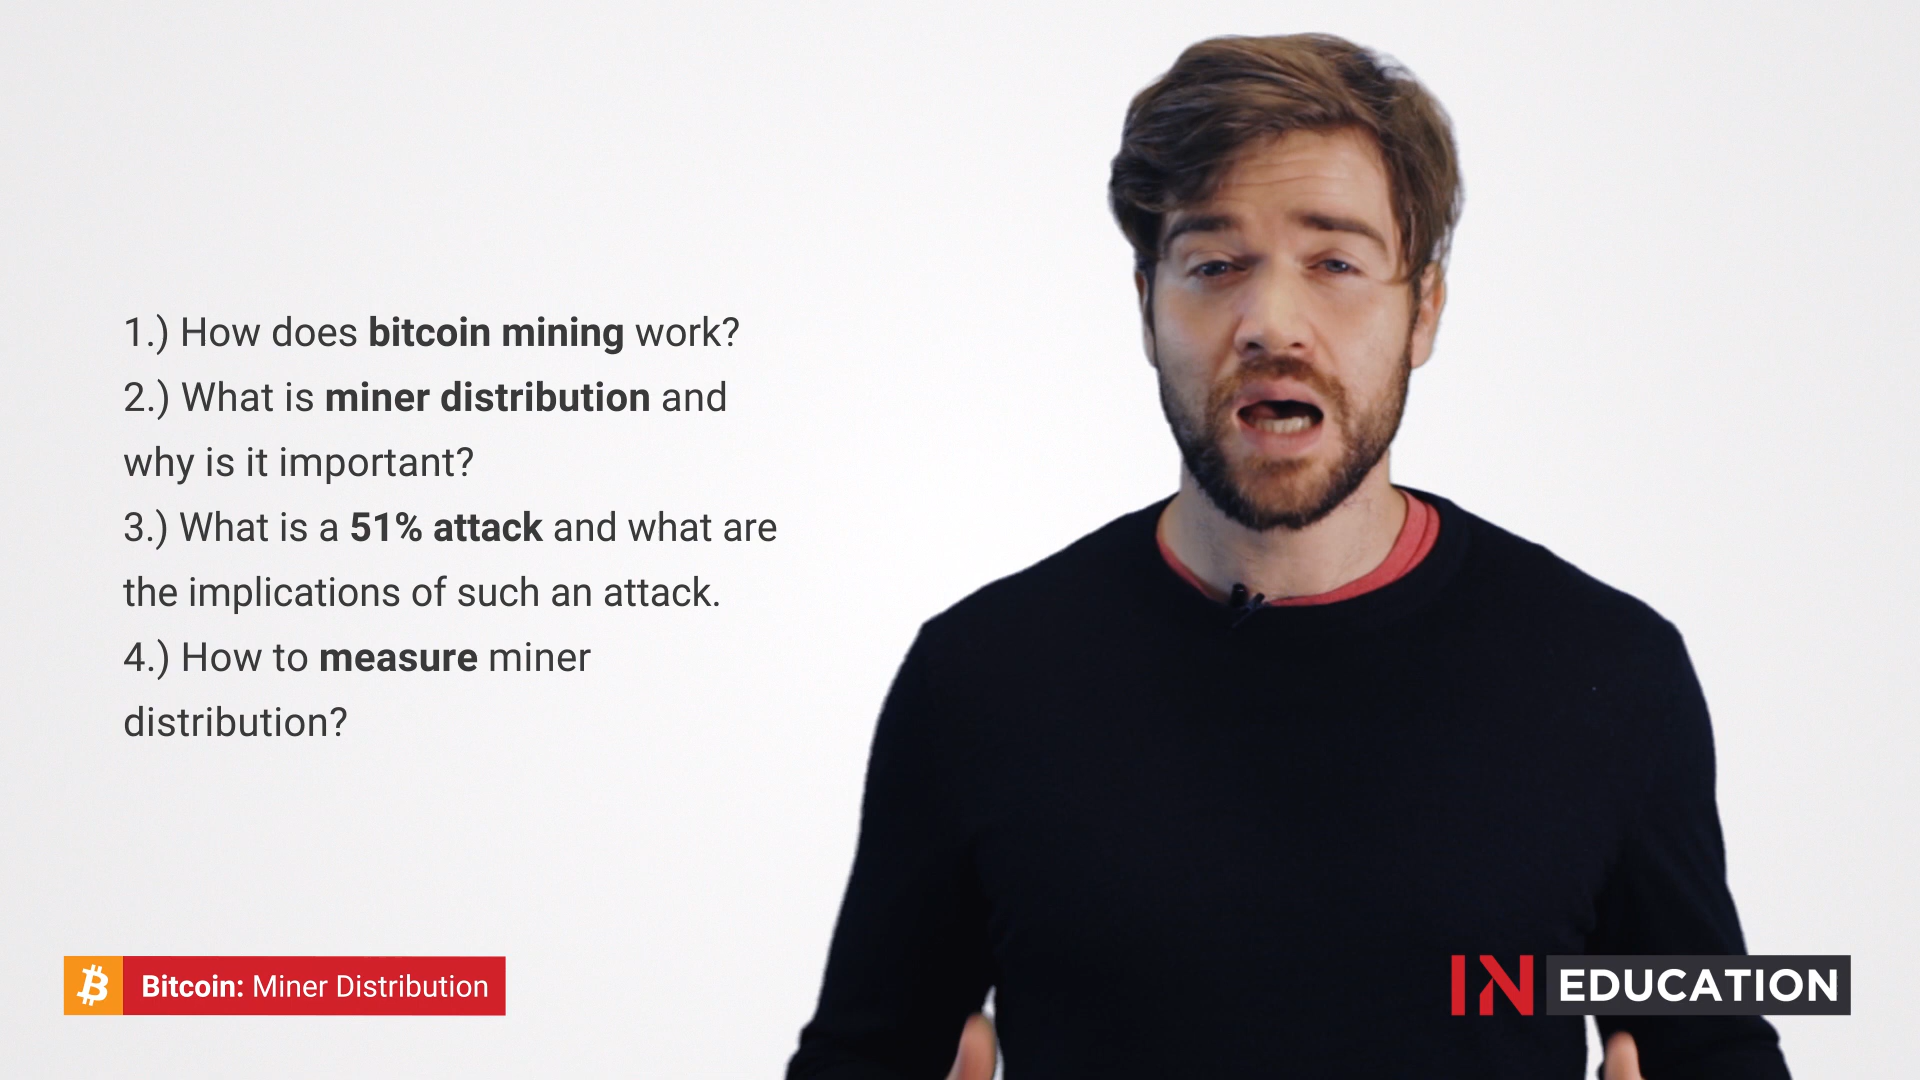 1.) How does bitcoin mining work?
2.) What is miner distribution and
why is it important?
3.) What is a 51% attack and what are
the implications of such an attack.
4.) How to measure miner
distribution?
Bitcoin: Miner Distribution
IN EDUCATION